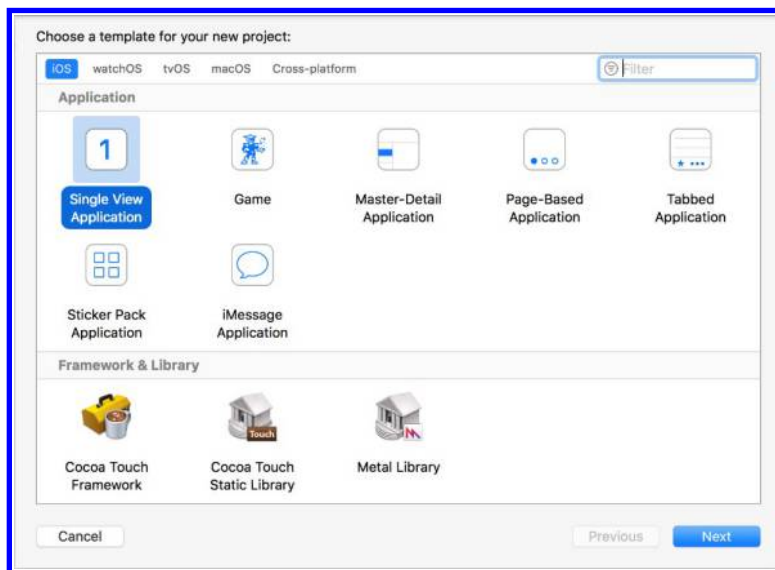 Choose a template for your new project:
iOS watchOS tvOS macOS Cross-platform Filter
Application
1
Single View
Application
Game
Master-Detail
Application
Page-Based
Application
Tabbed
Application
Sticker Pack
Application
iMessage
Application
Framework & Library
Touch
Cocoa Touch
Framework
Cocoa Touch
Static Library
Metal Library
Cancel Previous Next